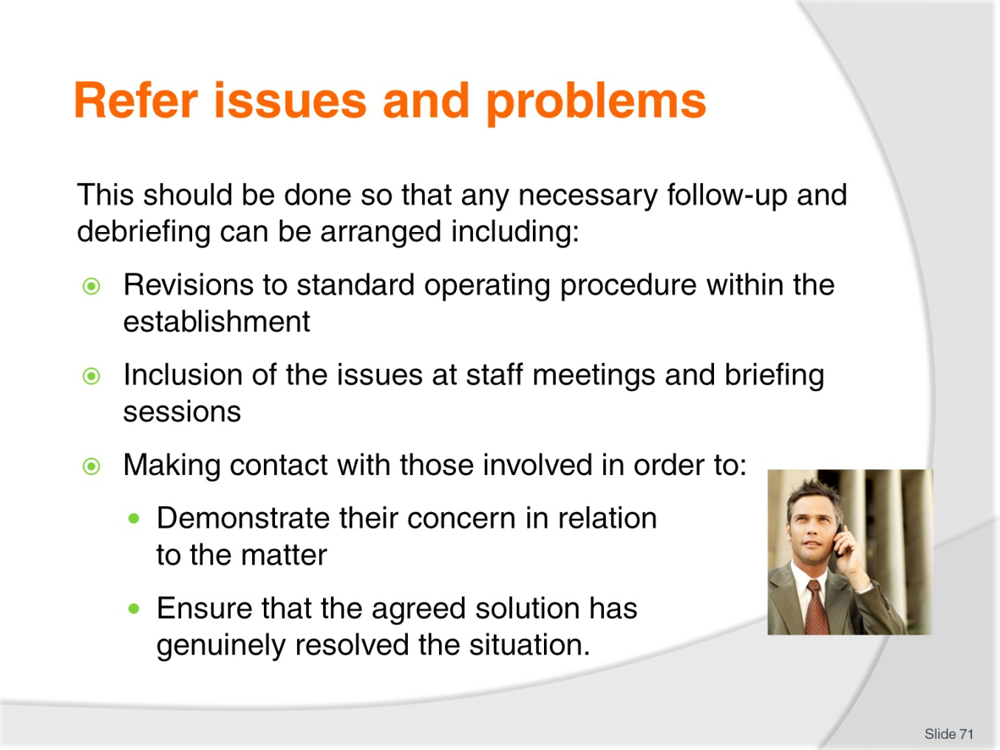 Refer issues and problems
This should be done so that any necessary follow-up and
debriefing can be arranged including:
Revisions to standard operating procedure within the
establishment
Inclusion of the issues at staff meetings and briefing
sessions
Making contact with those involved in order to:
Demonstrate their concern in relation
to the matter
Ensure that the agreed solution has
genuinely resolved the situation.
Slide 71